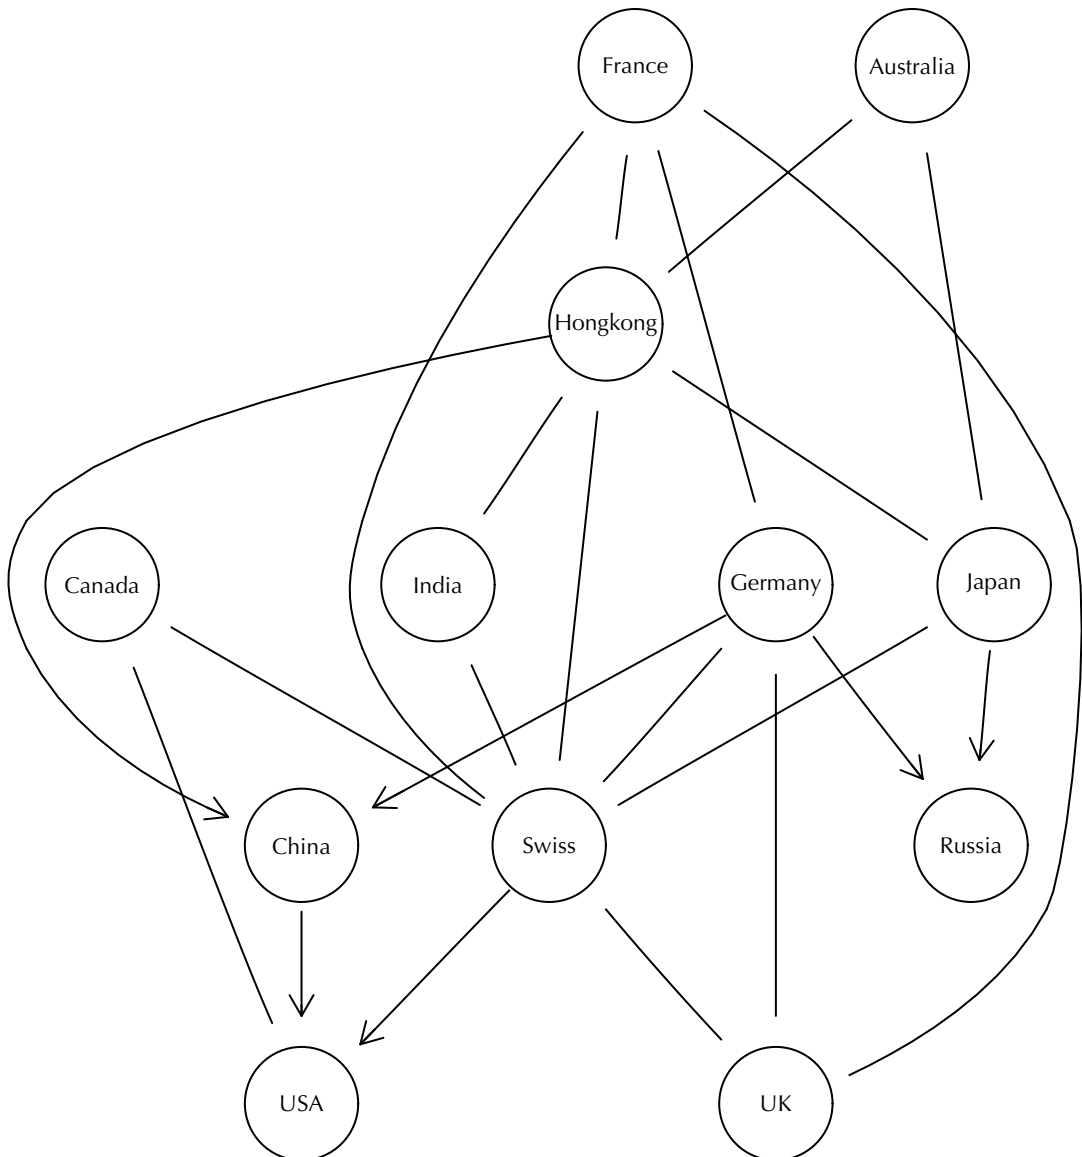 France
Australia
Hongkong
Canada
India
Germany
Japan
China
Swiss
Russia
USA
UK